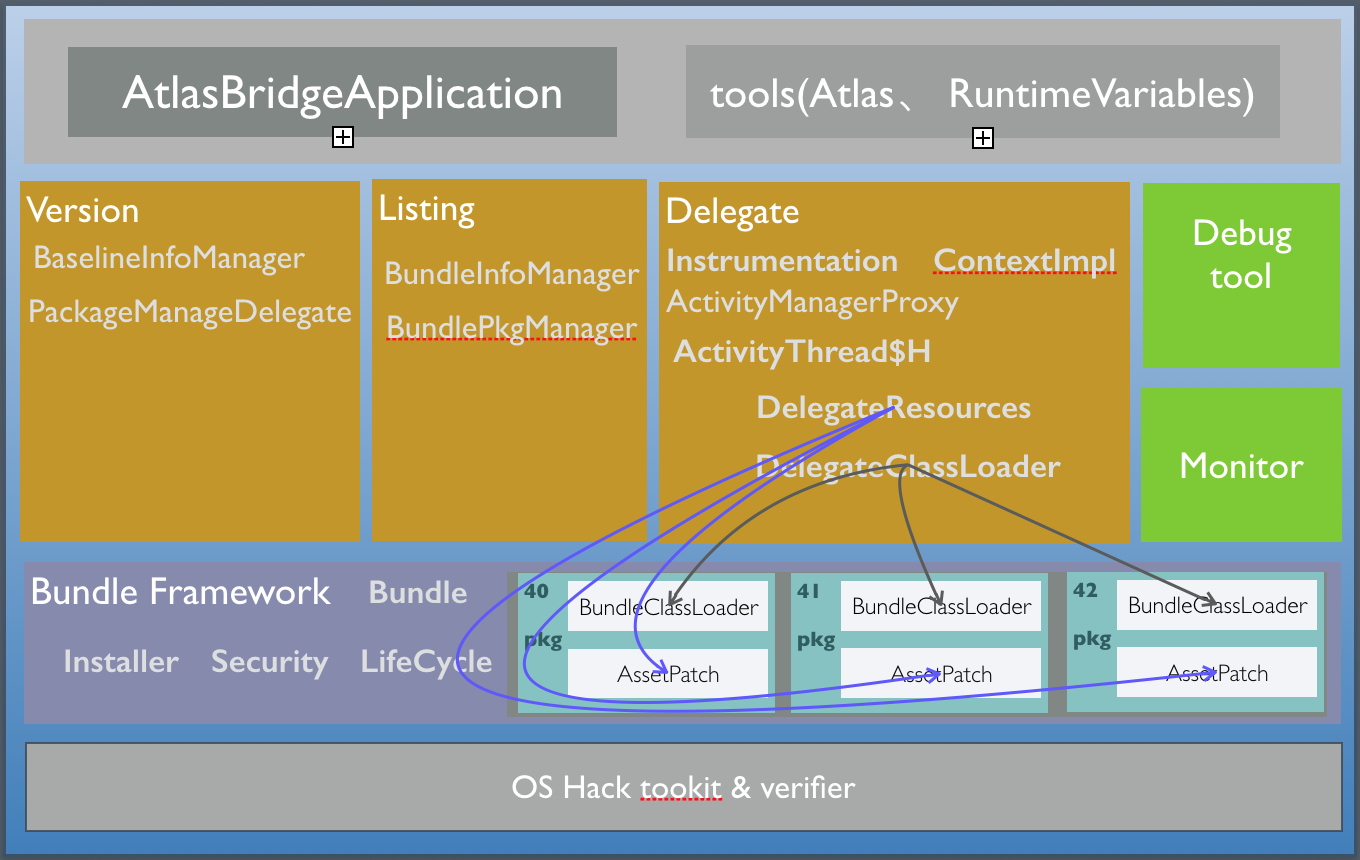 AtlasBridgeApplication
tools(Atlas、 RuntimeVariables)
Version
BaselineInfoManager
PackageManageDelegate
Listing
BundleInfoManager
BundlePkgManager
Delegate
Instrumentation ContextImpl
ActivityManagerProxy
ActivityThread$H
DelegateResources
DelegateClassLoader
Debug
tool
Monitor
Bundle Framework Bundle
Installer Security LifeCycle
40
pkg
BundleClassLoader
AssetPatch
41
pkg
BundleClassLoader
AssetPatch
42
pkg
BundleClassLoader
AssetPatch
OS Hack tookit & verifier